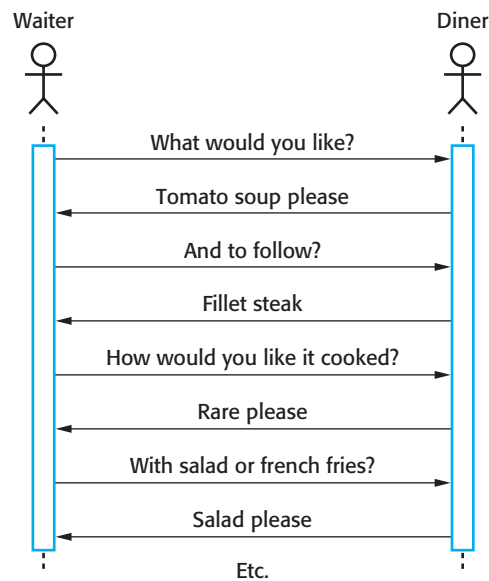 Waiter
Diner
What would you like?
Tomato soup please
And to follow?
Fillet steak
How would you like it cooked?
Rare please
With salad or french fries?
Salad please
Etc.